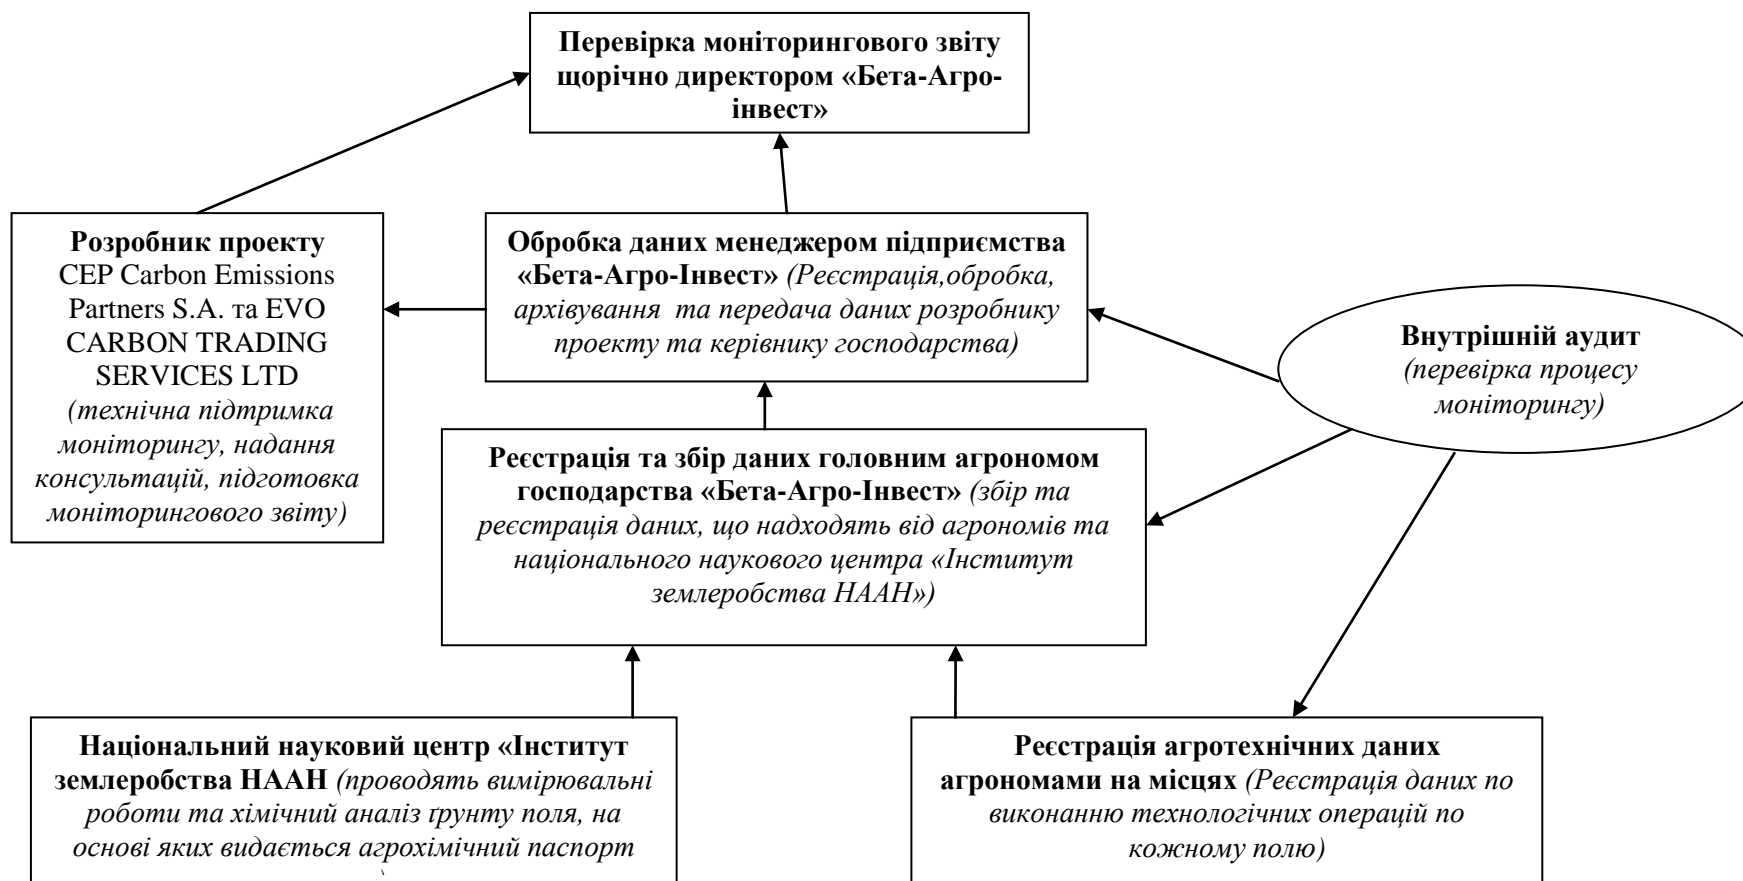 Перевірка моніторингового звіту
щорічно директором «Бета-Агро-
інвест»
Розробник проекту
CEP Carbon Emissions
Partners S.A. та EVO
CARBON TRADING
SERVICES LTD
(технічна підтримка
моніторингу, надання
консультацій, підготовка
моніторингового звіту)
Обробка даних менеджером підприємства
«Бета-Агро-Інвест» (Реєстрація,обробка,
архівування та передача даних розробнику
проекту та керівнику господарства)
Внутрішній аудит
(перевірка процесу
моніторингу)
Реєстрація та збір даних головним агрономом
господарства «Бета-Агро-Інвест» (збір та
реєстрація даних, що надходять від агрономів та
національного наукового центра «Інститут
землеробства НААН»)
Національний науковий центр «Інститут
землеробства НААН (проводять вимірювальні
роботи та хімічний аналіз ґрунту поля, на
основі яких видається агрохімічний паспорт
Реєстрація агротехнічних даних
агрономами на місцях (Реєстрація даних по
виконанню технологічних операцій по
кожному полю)